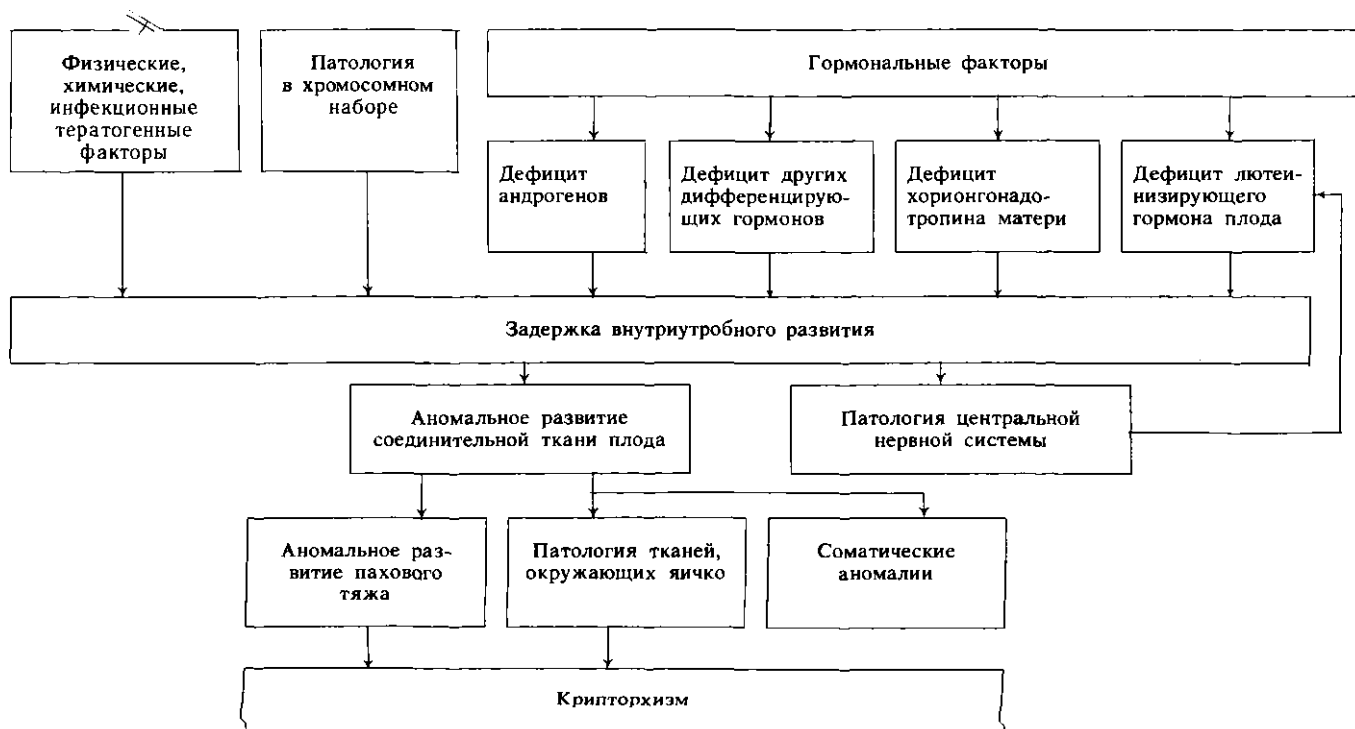 Физические,
химические,
инфекционные
тератогенные
факторы
Патология
в хромосомном
наборе
Гормональные факторы
Дефицит
андрогенов
Дефицит других
дифференцирую-
щих гормонов
Дефицит
хорионгонадо-
тропина матери
Дефицит лютеи-
низирующего
гормона плода
Задержка внутриутробного развития
Аномальное развитие
соединительной ткани плода
Патология центральной
нервной системы
Аномальное раз-
витие пахового
тяжа
Патология тканей,
окружающих яичко
Соматические
аномалии
Крипторхизм